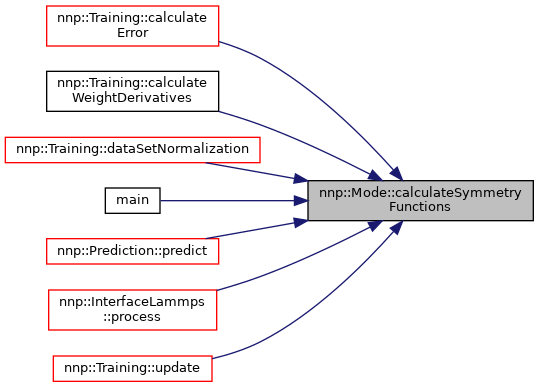 nnp::Training::calculate
Error
nnp::Training::calculate
WeightDerivatives
nnp::Training::dataSetNormalization
main
nnp::Prediction::predict
nnp::InterfaceLammps
::process
nnp::Training::update
nnp::Mode::calculateSymmetry
Functions